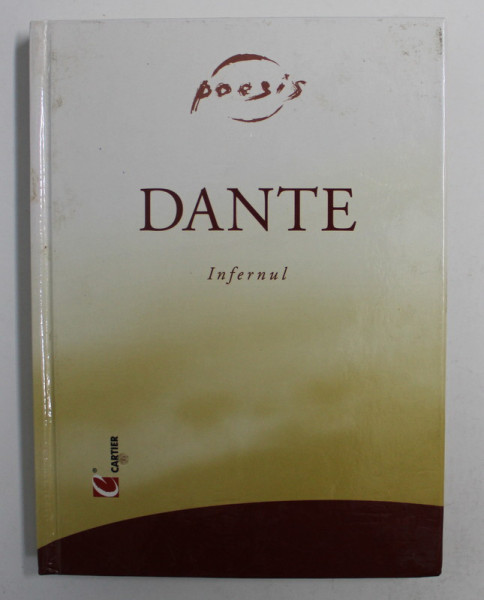 poesis
DANTE
Infernul
CARTIER